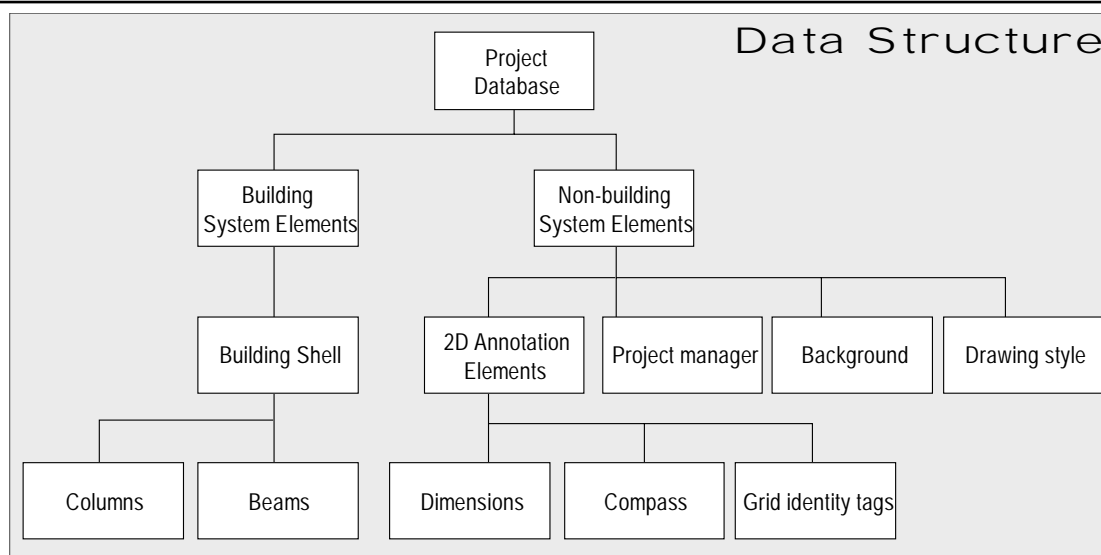 Data Structure
Project
Database
Building
System Elements
Non-building
System Elements
Building Shell
2D Annotation
Elements
Project manager
Background
Drawing style
Columns
Beams
Dimensions
Compass
Grid identity tags